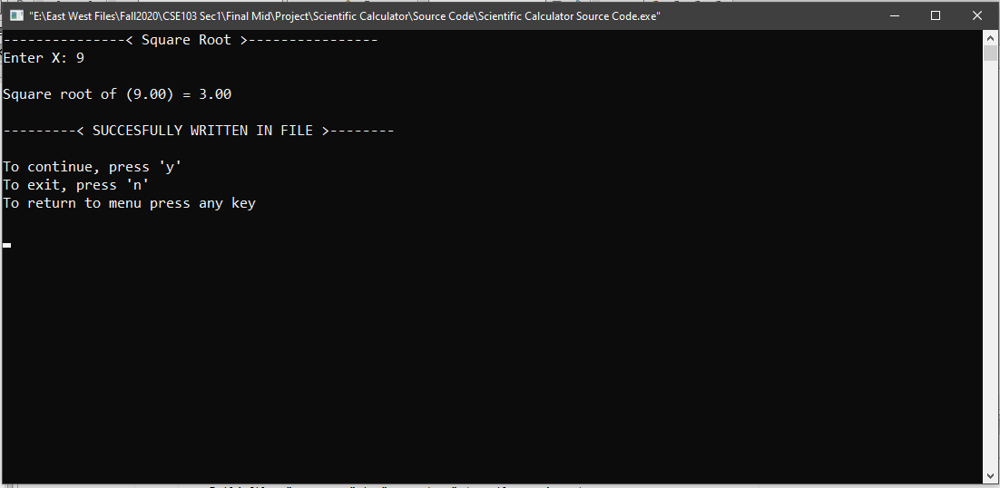 "E:\East West Files\Fall2020\CSE103 Sec1\Final Mid\Project\Scientific Calculator\Source Code\Scientific Calculator Source Code.exe"
---------------< Square Root >----------------
Enter X: 9
Square root of (9.00) = 3.00
---------< SUCCESFULLY WRITTEN IN FILE >--------
To continue, press 'y'
To exit, press 'n'
To return to menu press any key